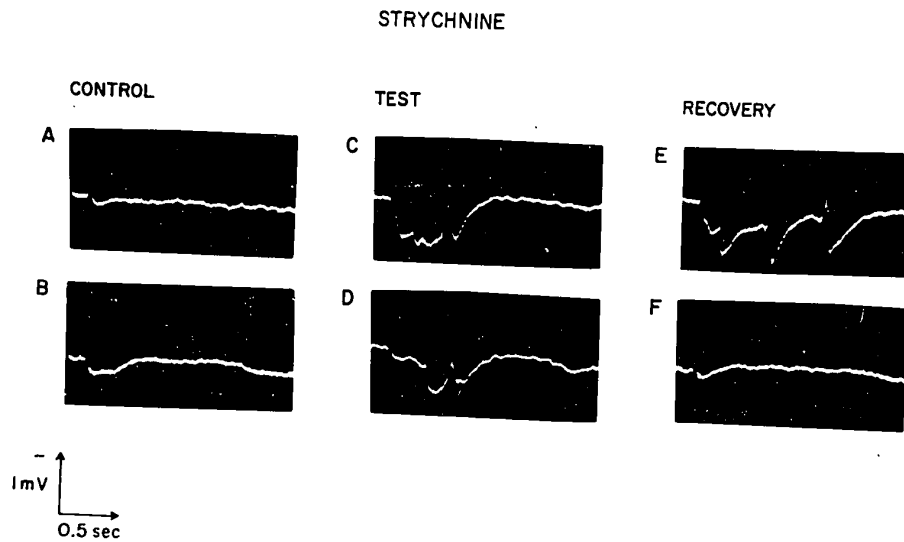 STRYCHNINE
CONTROL
TEST
RECOVERY
A
C
E
B
D
F
–
1mV
0.5 sec